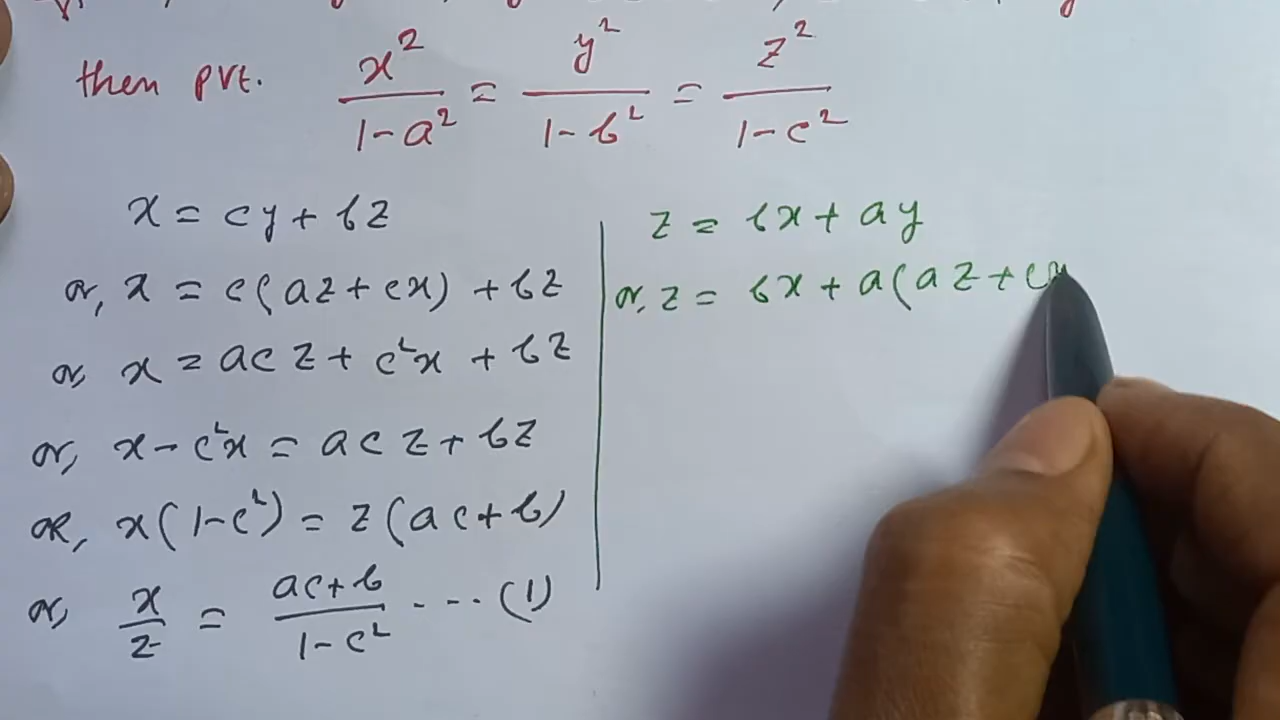 then pvt. x²/1-a² = y²/1-b² = z²/1-c²
x = cy + bz
or, x = c(az + cx) + bz
or, x = acz + c²x + bz
or, x - c²x = acz + bz
OR, x(1-c²) = z(ac+b)
or, x/z = ac+b/1-c² - - - (1)
z = bx + ay
or, z = bx + a(az + cx